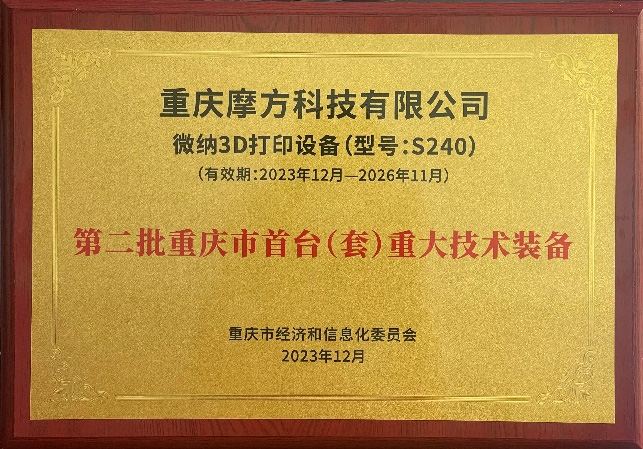 重庆摩方科技有限公司
微纳3D打印设备(型号:S240)
(有效期:2023年12月—2026年11月)
第二批重庆市首台(套)重大技术装备
重庆市经济和信息化委员会
2023年12月